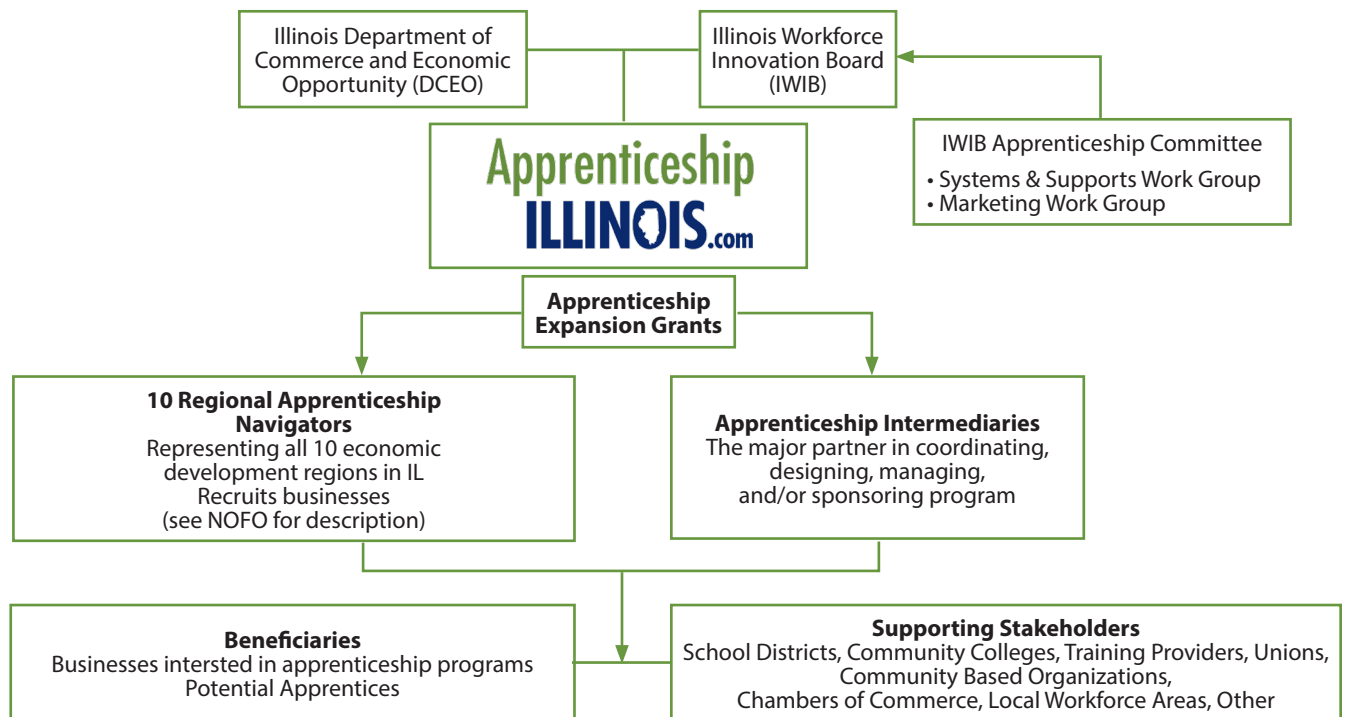 Illinois Department of
Commerce and Economic
Opportunity (DCEO)
Illinois Workforce
Innovation Board
(IWIB)
IWIB Apprenticeship Committee
• Systems & Supports Work Group
• Marketing Work Group
Apprenticeship
ILLINOIS.com
Apprenticeship
Expansion Grants
10 Regional Apprenticeship
Navigators
Representing all 10 economic
development regions in IL
Recruits businesses
(see NOFO for description)
Apprenticeship Intermediaries
The major partner in coordinating,
designing, managing,
and/or sponsoring program
Beneficiaries
Businesses intersted in apprenticeship programs
Potential Apprentices
Supporting Stakeholders
School Districts, Community Colleges, Training Providers, Unions,
Community Based Organizations,
Chambers of Commerce, Local Workforce Areas, Other